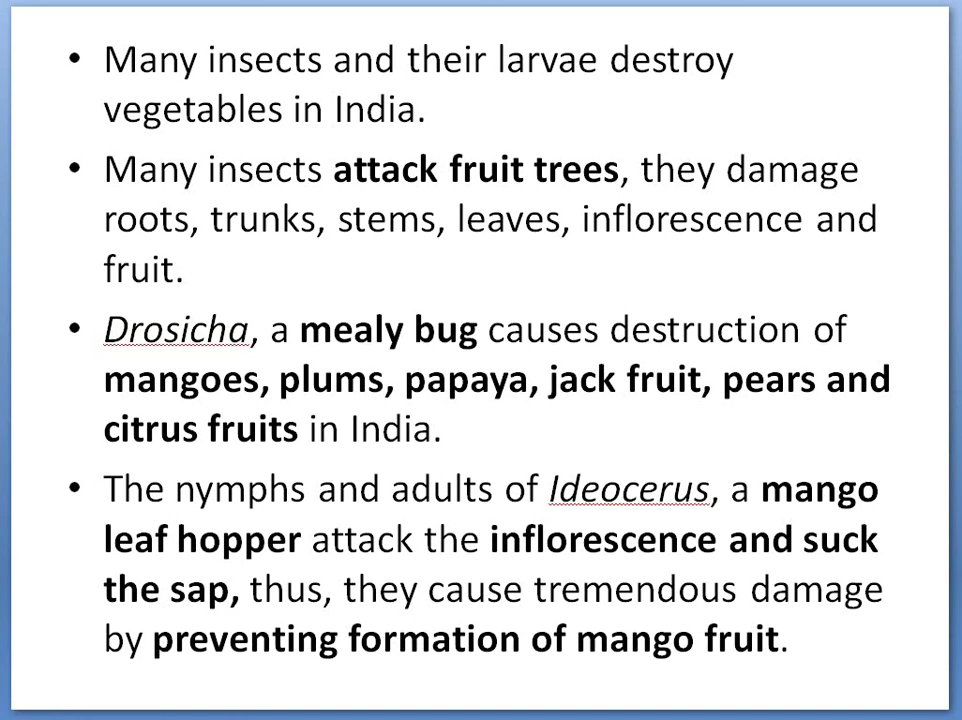 • Many insects and their larvae destroy
vegetables in India.
• Many insects attack fruit trees, they damage
roots, trunks, stems, leaves, inflorescence and
fruit.
• Drosicha, a mealy bug causes destruction of
mangoes, plums, papaya, jack fruit, pears and
citrus fruits in India.
• The nymphs and adults of Ideocerus, a mango
leaf hopper attack the inflorescence and suck
the sap, thus, they cause tremendous damage
by preventing formation of mango fruit.